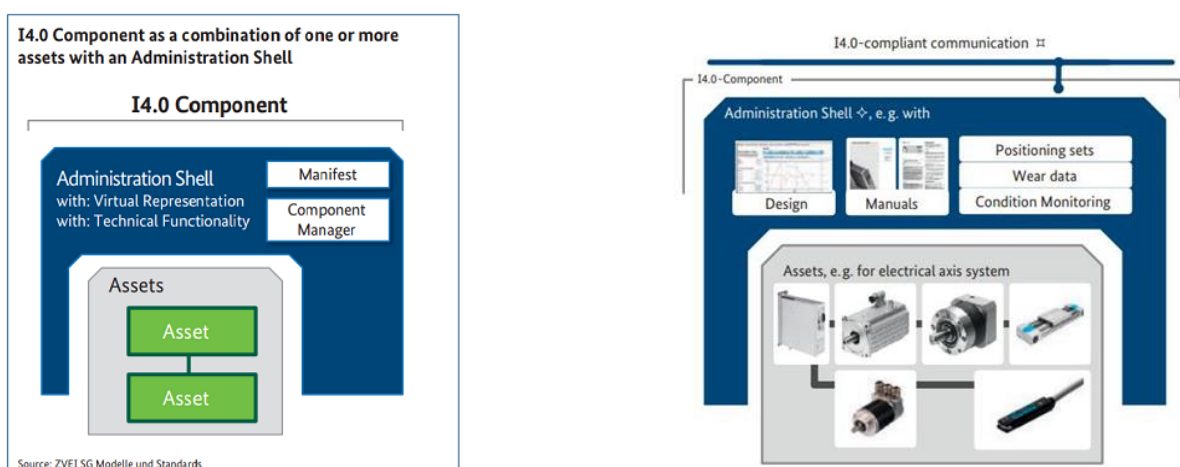 I4.0 Component as a combination of one or more
assets with an Administration Shell
I4.0 Component
Administration Shell
with: Virtual Representation
with: Technical Functionality
Manifest
Component
Manager
Assets
Asset
Asset
Source: ZVEI SG Modelle und Standards
I4.0-compliant communication ⌗
I4.0-Component
Administration Shell ✧, e.g. with
Design
Manuals
Positioning sets
Wear data
Condition Monitoring
Assets, e.g. for electrical axis system